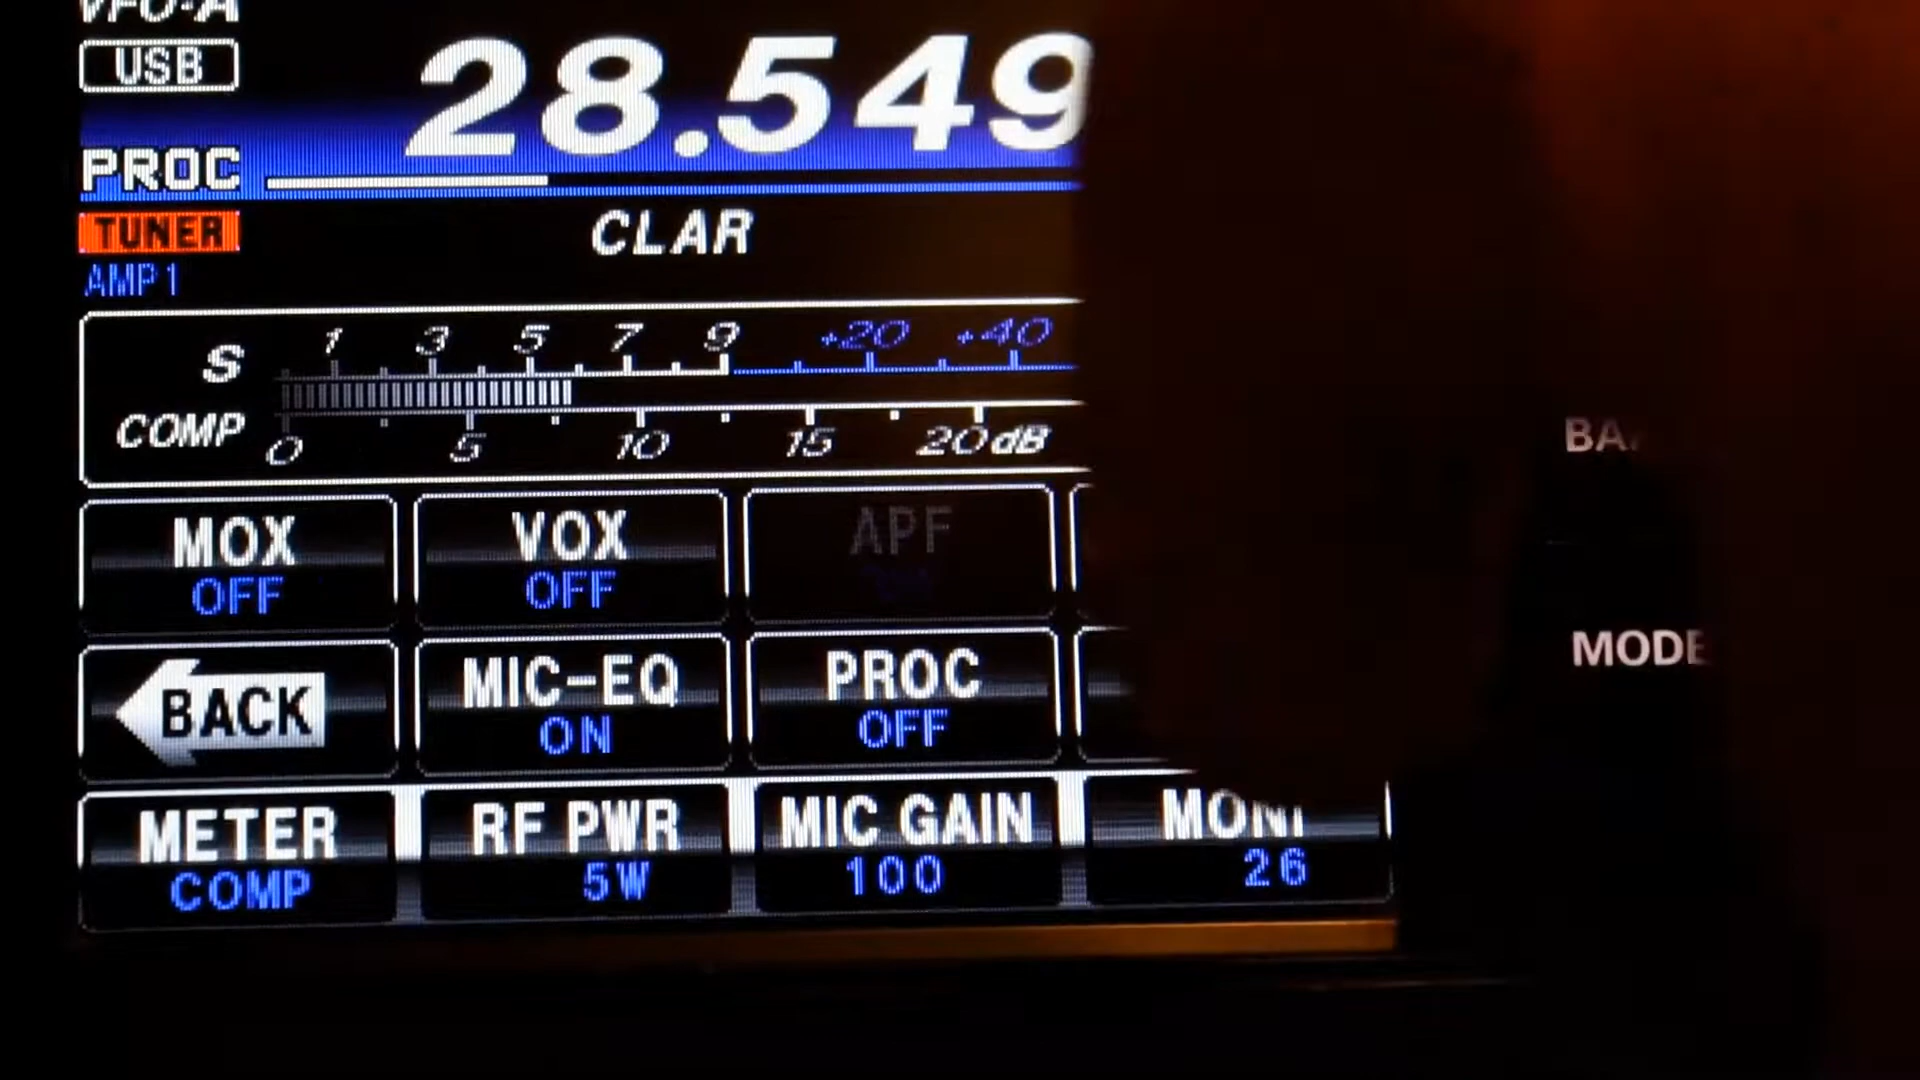 VFO-A
USB
28.549
PROC
TUNER
CLAR
AMP1
S 1 3 5 7 9 +20 +40
COMP 0 5 10 15 20dB
MOX VOX APF
OFF OFF
BACK MIC-EQ PROC
ON OFF
METER RF PWR MIC GAIN MONI
COMP 5W 100 26
MODE